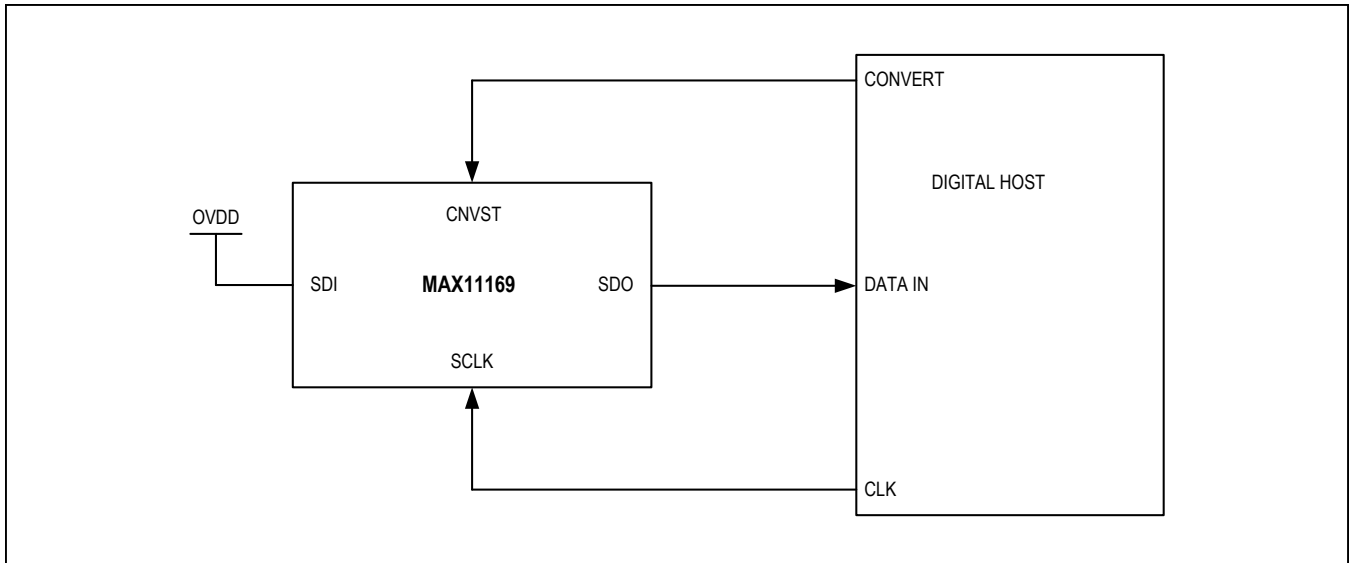 CONVERT
DIGITAL HOST
CNVST
OVDD
SDI
MAX11169
SDO
DATA IN
SCLK
CLK